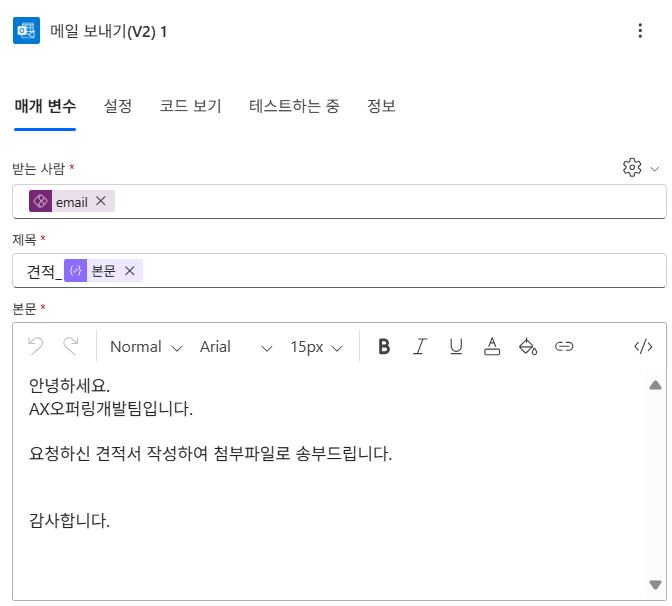 메일 보내기(V2) 1
매개 변수 설정 코드 보기 테스트하는 중 정보
받는 사람 *
email
제목 *
견적_ 본문
본문 *
Normal Arial 15px B I U A </>
안녕하세요.
AX오퍼링개발팀입니다.
요청하신 견적서 작성하여 첨부파일로 송부드립니다.
감사합니다.